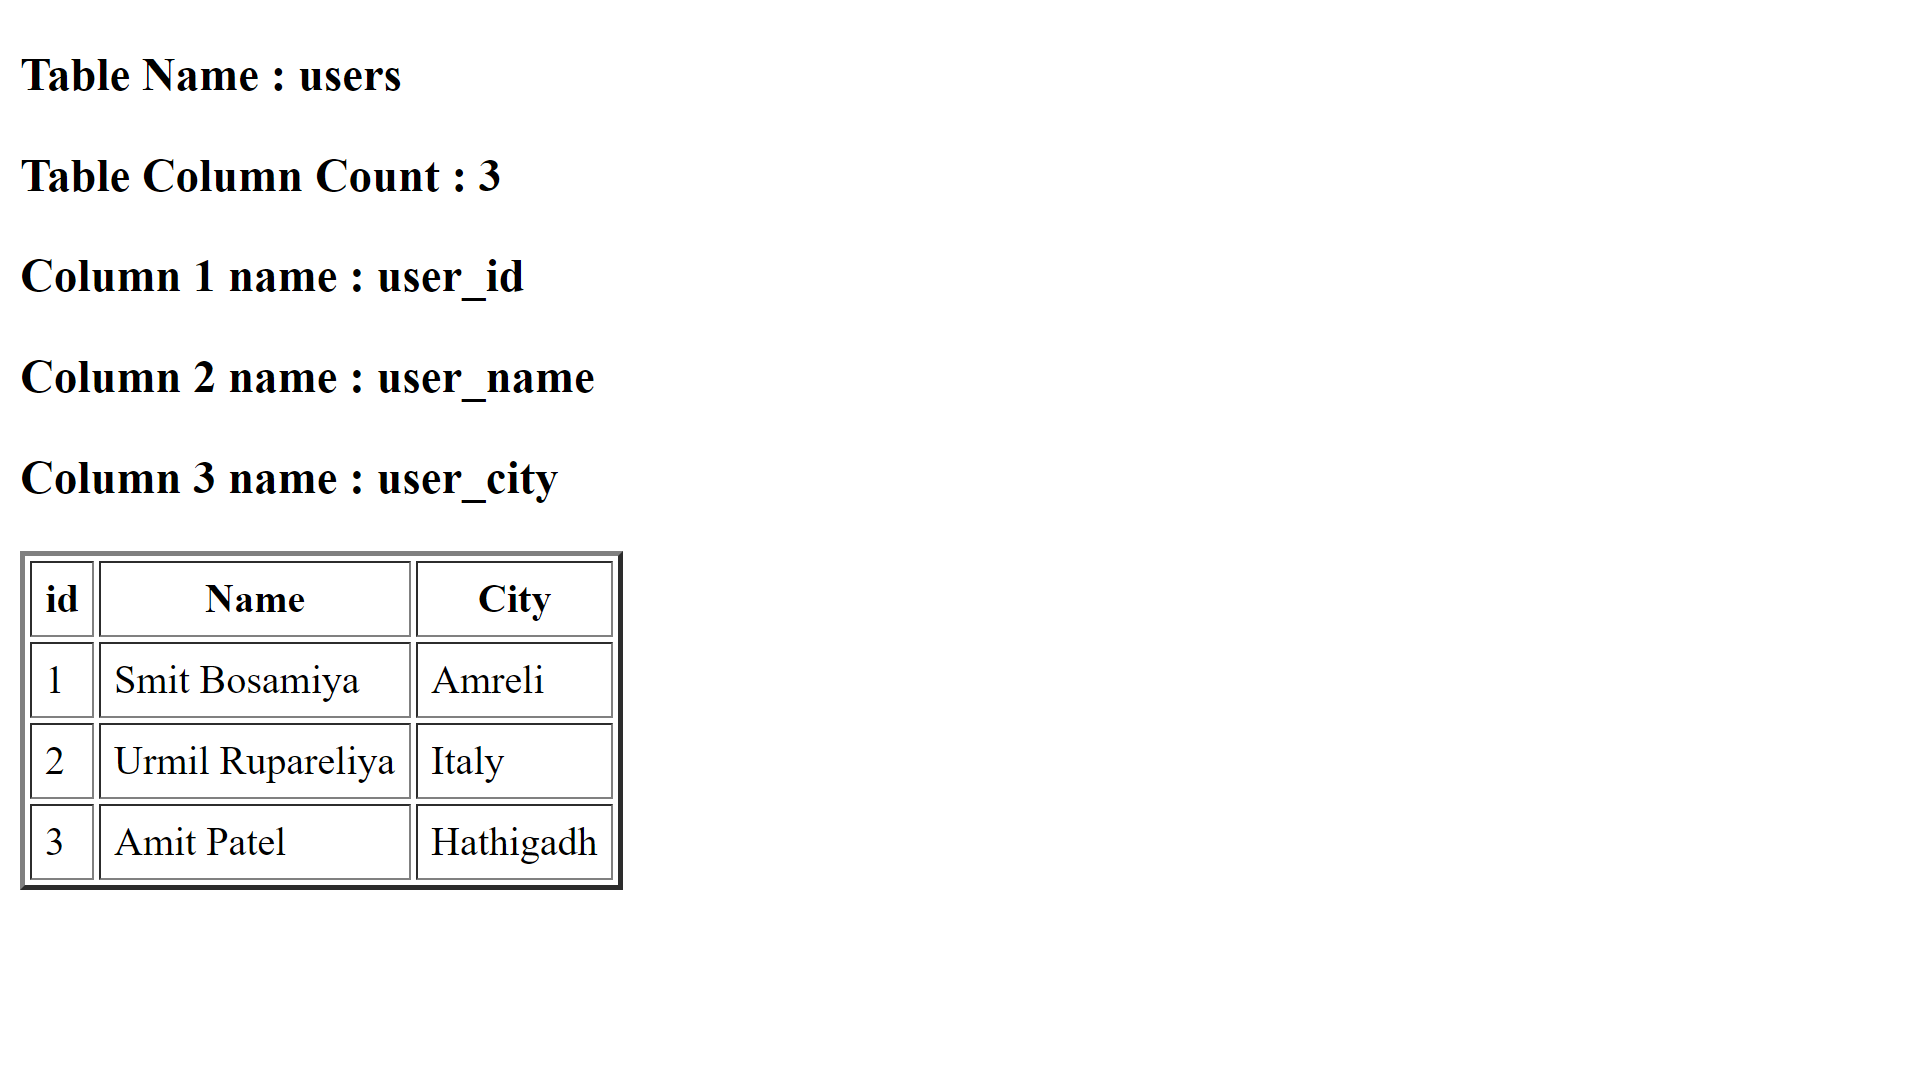 Table Name : users
Table Column Count : 3
Column 1 name : user_id
Column 2 name : user_name
Column 3 name : user_city
id Name City
1 Smit Bosamiya Amreli
2 Urmil Rupareliya Italy
3 Amit Patel Hathigadh